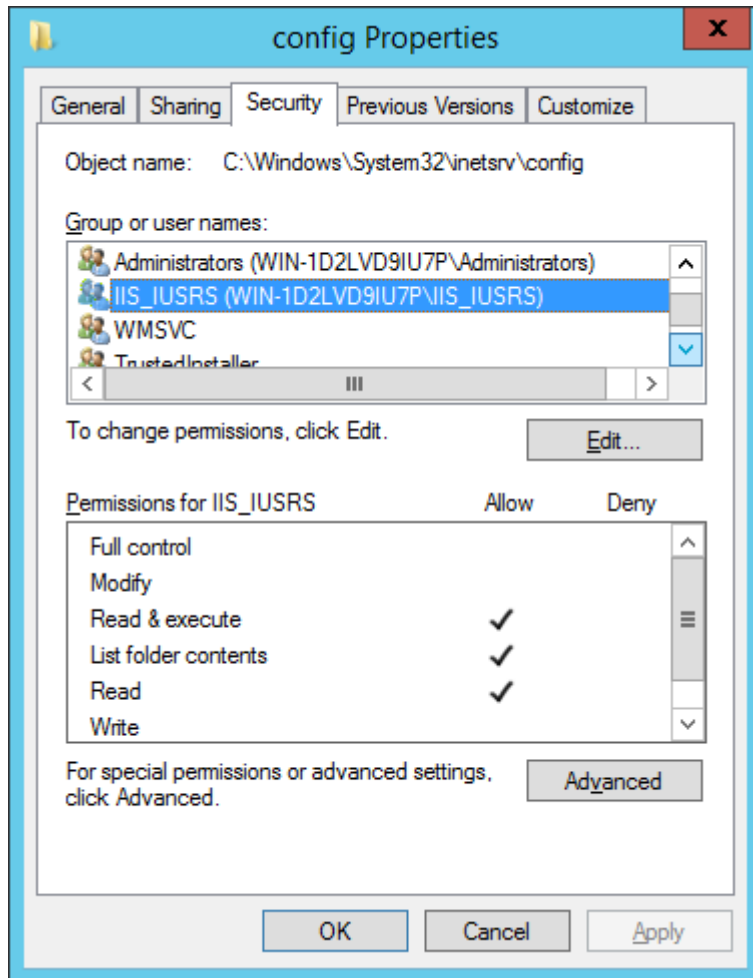 config Properties
x
General Sharing Security Previous Versions Customize
Object name: C:\Windows\System32\inetsrv\config
Group or user names:
Administrators (WIN-1D2LVD9IU7P\Administrators)
IIS_IUSRS (WIN-1D2LVD9IU7P\IIS_IUSRS)
WMSVC
TrustedInstaller
To change permissions, click Edit.
Edit...
Permissions for IIS_IUSRS Allow Deny
Full control
Modify
Read & execute
List folder contents
Read
Write
For special permissions or advanced settings,
click Advanced.
Advanced
OK Cancel Apply